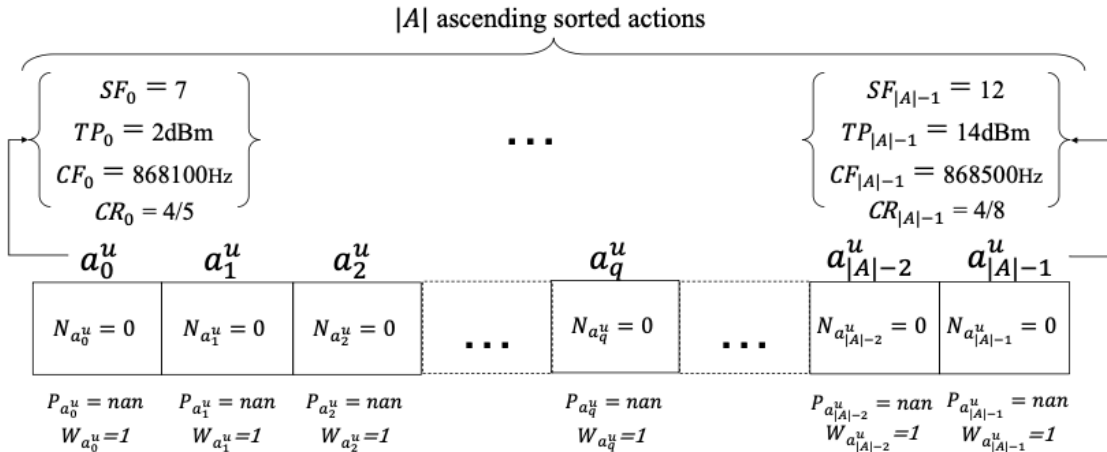 |A| ascending sorted actions
SF₀ = 7
TP₀ = 2dBm
CF₀ = 868100Hz
CR₀ = 4/5
...
SF_{|A|−1} = 12
TP_{|A|−1} = 14dBm
CF_{|A|−1} = 868500Hz
CR_{|A|−1} = 4/8
a_0^u a_1^u a_2^u a_q^u a_{|A|−2}^u a_{|A|−1}^u
N_{a_0^u} = 0 N_{a_1^u} = 0 N_{a_2^u} = 0 ... N_{a_q^u} = 0 ... N_{a_{|A|−2}^u} = 0 N_{a_{|A|−1}^u} = 0
P_{a_0^u} = nan P_{a_1^u} = nan P_{a_2^u} = nan P_{a_q^u} = nan P_{a_{|A|−2}^u} = nan P_{a_{|A|−1}^u} = nan
W_{a_0^u}=1 W_{a_1^u}=1 W_{a_2^u}=1 W_{a_q^u}=1 W_{a_{|A|−2}^u}=1 W_{a_{|A|−1}^u}=1